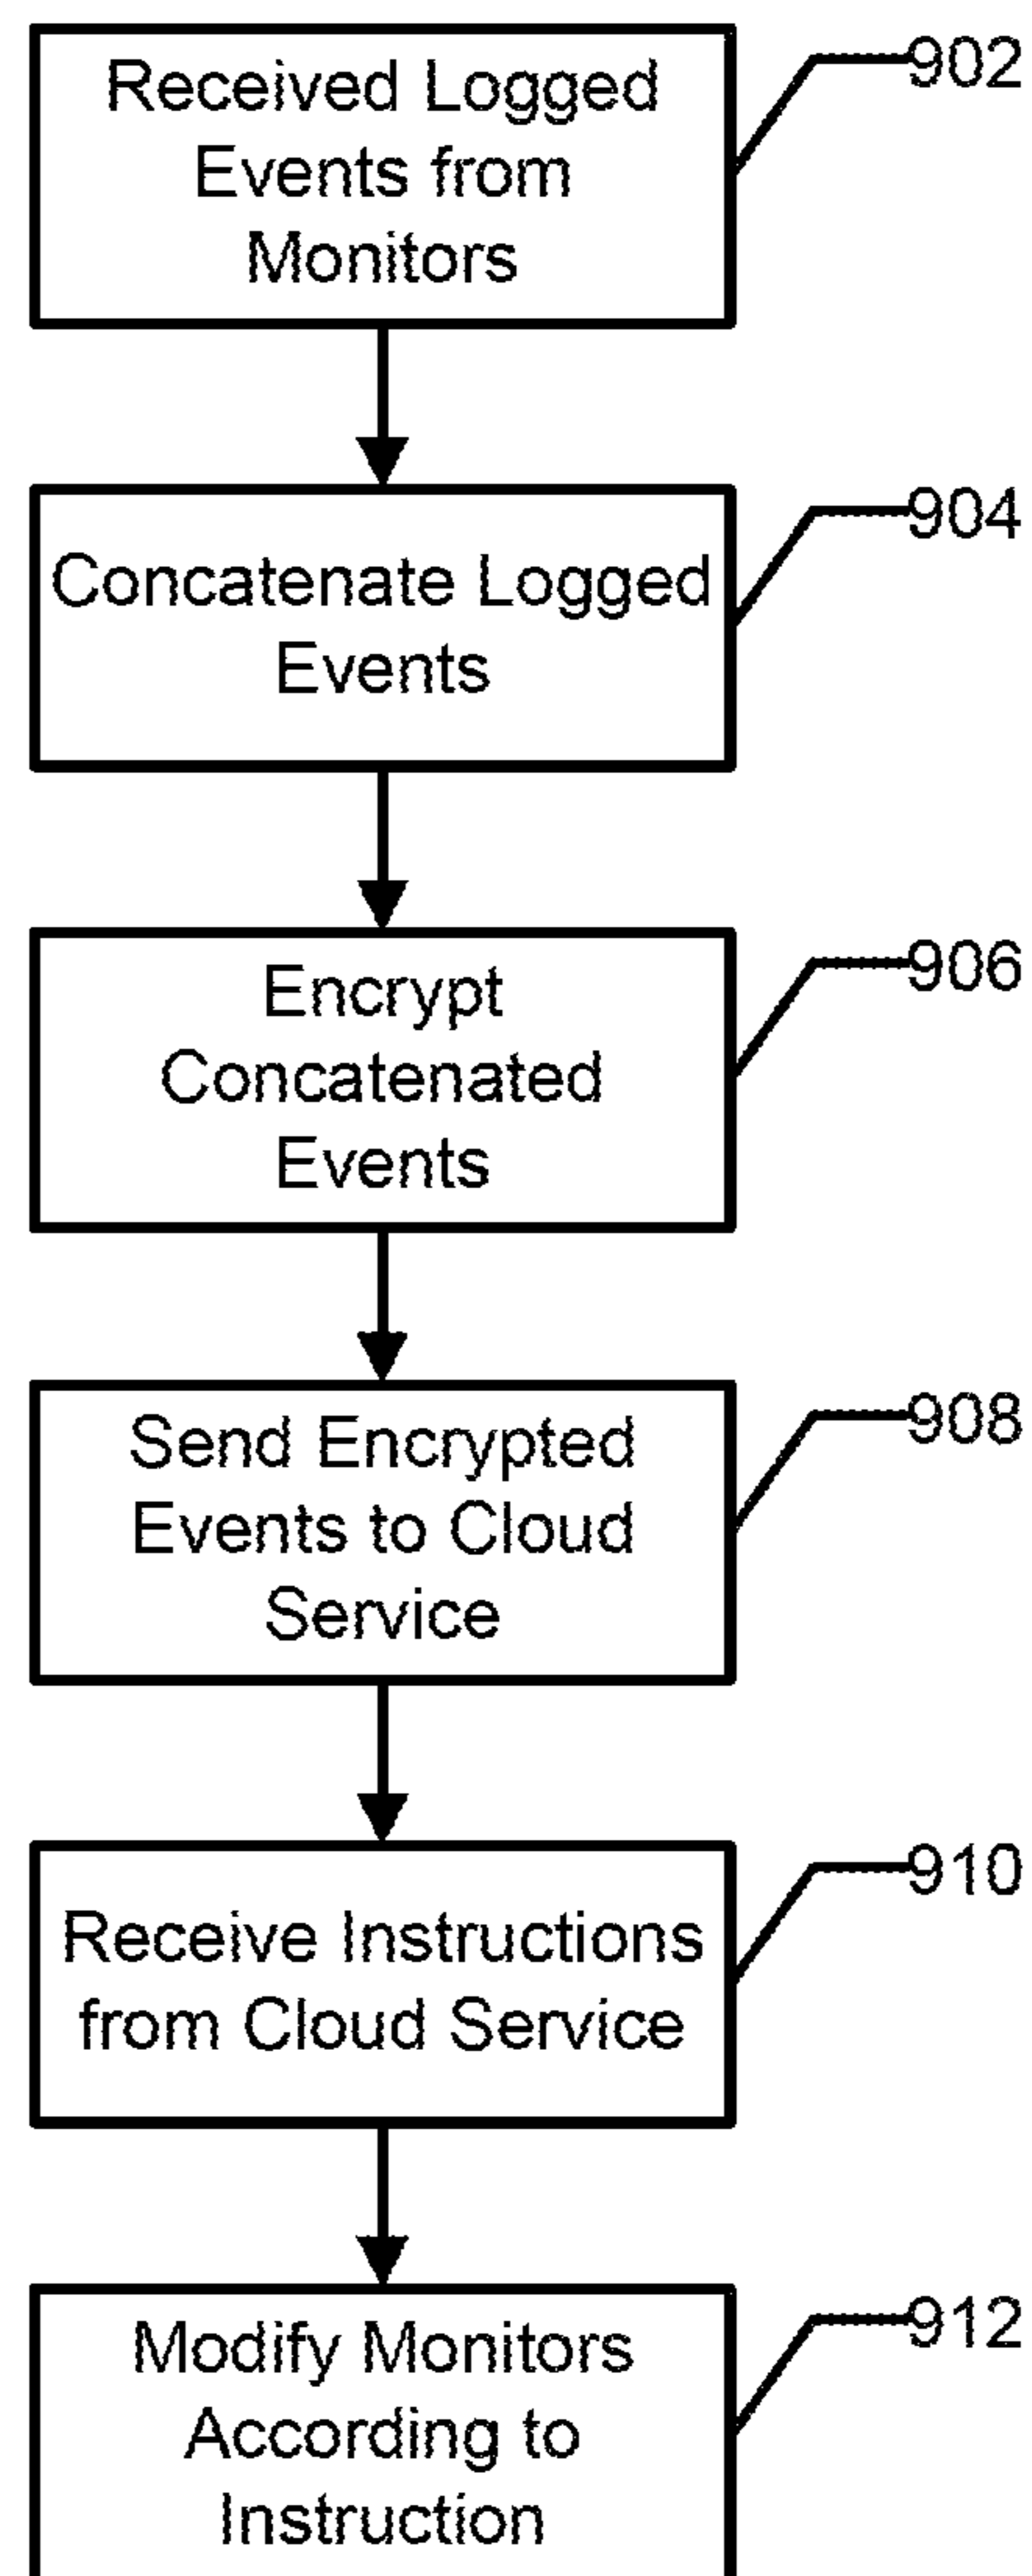 Received Logged
Events from
Monitors
902
Concatenate Logged
Events
904
Encrypt
Concatenated
Events
906
Send Encrypted
Events to Cloud
Service
908
Receive Instructions
from Cloud Service
910
Modify Monitors
According to
Instruction
912